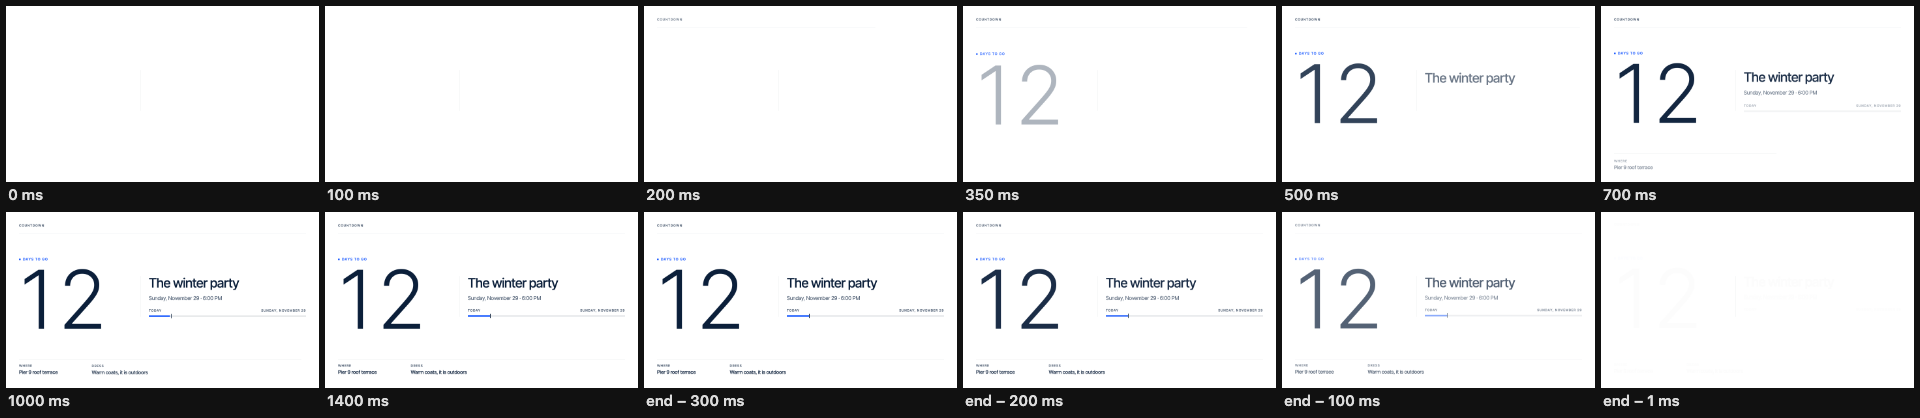 0 ms
100 ms
COUNTDOWN
200 ms
COUNTDOWN
DAYS TO GO
12
350 ms
COUNTDOWN
DAYS TO GO
12
The winter party
500 ms
COUNTDOWN
DAYS TO GO
12
The winter party
Sunday, November 29 · 6:00 PM
TODAY SUNDAY, NOVEMBER 29
WHERE
Pier 9 roof terrace
700 ms
COUNTDOWN
DAYS TO GO
12
The winter party
Sunday, November 29 · 6:00 PM
TODAY SUNDAY, NOVEMBER 29
WHERE
Pier 9 roof terrace
DRESS
Warm coats, it is outdoors
1000 ms
COUNTDOWN
DAYS TO GO
12
The winter party
Sunday, November 29 · 6:00 PM
TODAY SUNDAY, NOVEMBER 29
WHERE
Pier 9 roof terrace
DRESS
Warm coats, it is outdoors
1400 ms
COUNTDOWN
DAYS TO GO
12
The winter party
Sunday, November 29 · 6:00 PM
TODAY SUNDAY, NOVEMBER 29
WHERE
Pier 9 roof terrace
DRESS
Warm coats, it is outdoors
end – 300 ms
COUNTDOWN
DAYS TO GO
12
The winter party
Sunday, November 29 · 6:00 PM
TODAY SUNDAY, NOVEMBER 29
WHERE
Pier 9 roof terrace
DRESS
Warm coats, it is outdoors
end – 200 ms
COUNTDOWN
DAYS TO GO
12
The winter party
Sunday, November 29 · 6:00 PM
TODAY SUNDAY, NOVEMBER 29
WHERE
Pier 9 roof terrace
DRESS
Warm coats, it is outdoors
end – 100 ms
12
The winter party
end – 1 ms